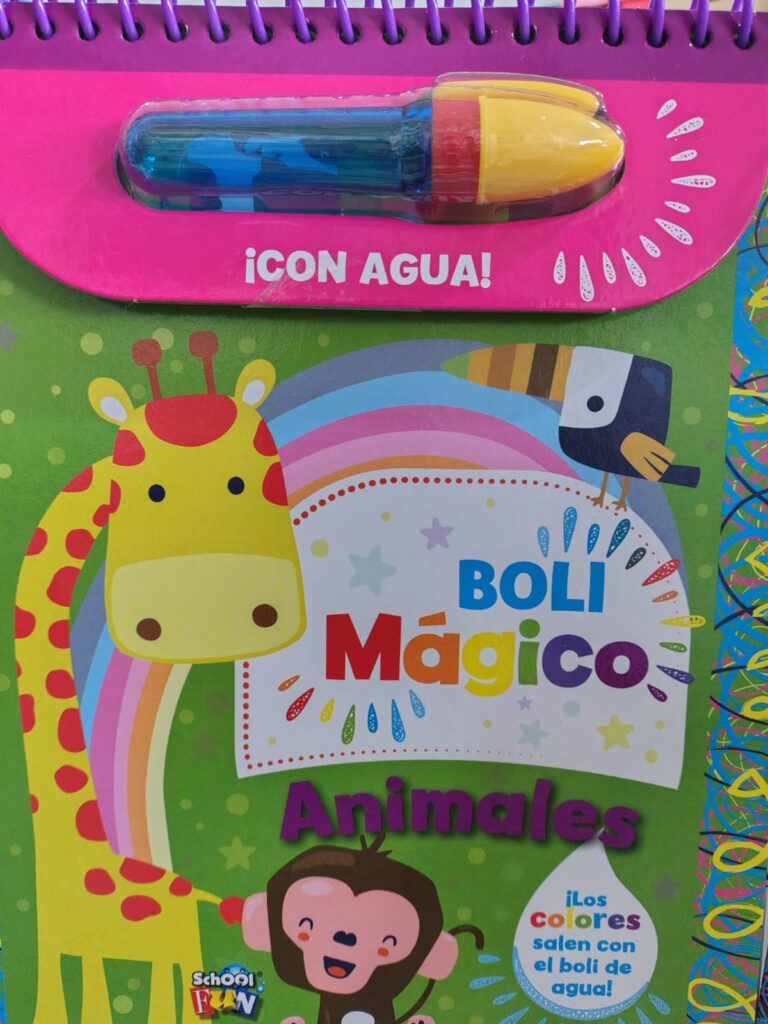 ¡CON AGUA!
BOLI
Mágico
Animales
¡Los
colores
salen con
el boli de
agua!
SCHOOL
FUN